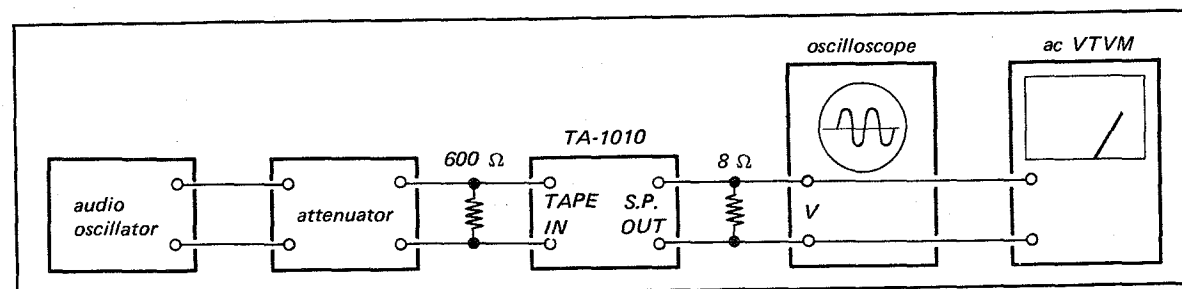 oscilloscope
ac VTVM
TA-1010
600 Ω
8 Ω
audio
oscillator
attenuator
TAPE
IN
S.P.
OUT
V